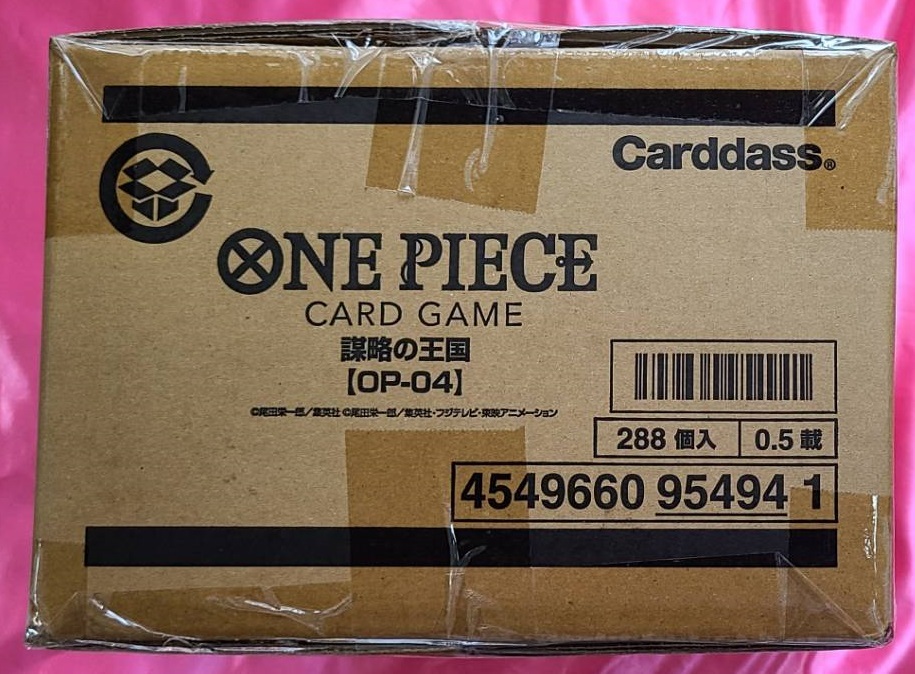 Carddass®
ONE PIECE
CARD GAME
謀略の王国
【OP-04】
©尾田栄一郎/集英社 ©尾田栄一郎/集英社・フジテレビ・東映アニメーション
288 個入
0.5 載
4549660 95494 1